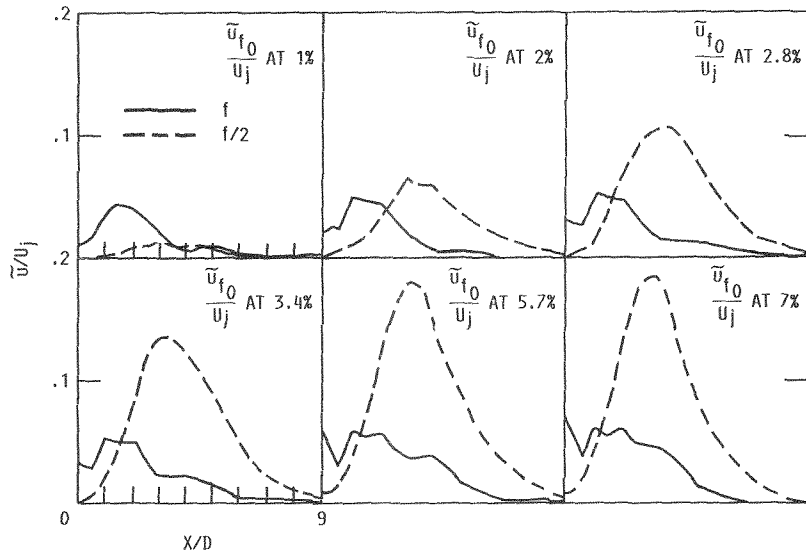 .2
ũf0/Uj AT 1%
ũf0/Uj AT 2%
ũf0/Uj AT 2.8%
f
f/2
.1
ũ/Uj
.2
ũf0/Uj AT 3.4%
ũf0/Uj AT 5.7%
ũf0/Uj AT 7%
.1
0
9
X/D